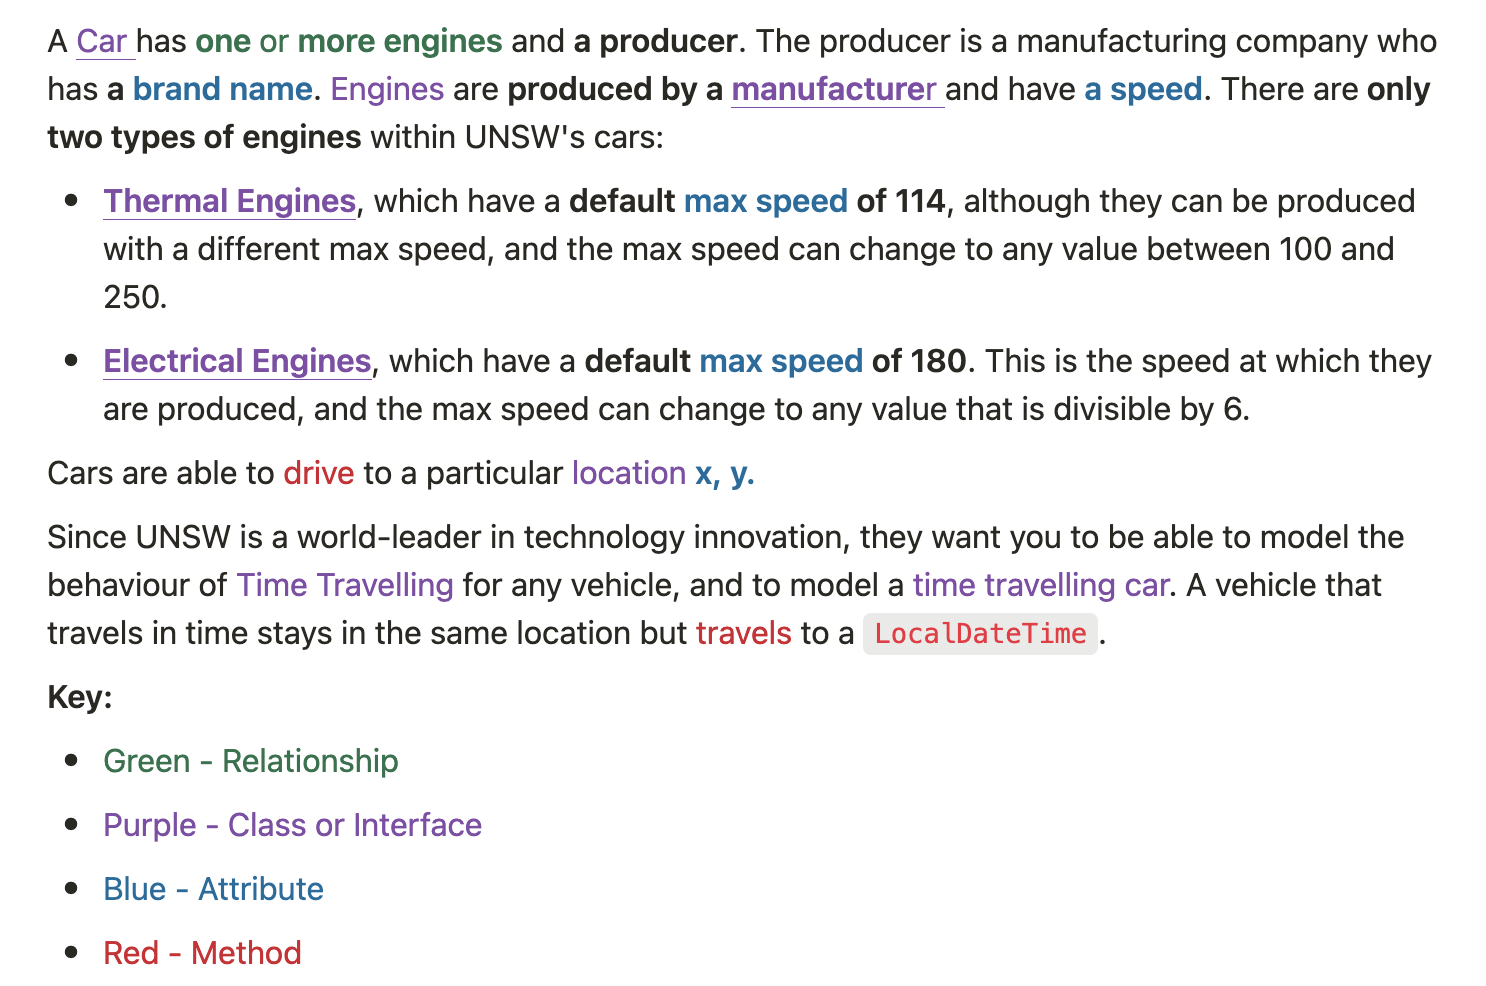 A Car has one or more engines and a producer. The producer is a manufacturing company who
has a brand name. Engines are produced by a manufacturer and have a speed. There are only
two types of engines within UNSW's cars:
• Thermal Engines, which have a default max speed of 114, although they can be produced
with a different max speed, and the max speed can change to any value between 100 and
250.
• Electrical Engines, which have a default max speed of 180. This is the speed at which they
are produced, and the max speed can change to any value that is divisible by 6.
Cars are able to drive to a particular location x, y.
Since UNSW is a world-leader in technology innovation, they want you to be able to model the
behaviour of Time Travelling for any vehicle, and to model a time travelling car. A vehicle that
travels in time stays in the same location but travels to a LocalDateTime.
Key:
• Green - Relationship
• Purple - Class or Interface
• Blue - Attribute
• Red - Method